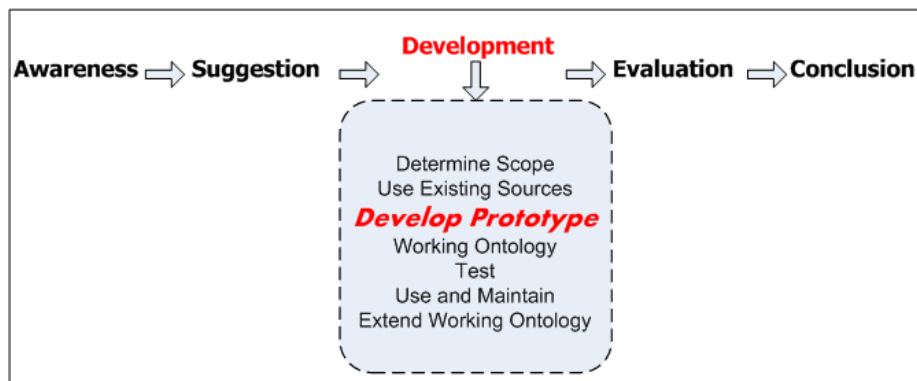 Development
Awareness Suggestion Evaluation Conclusion
Determine Scope
Use Existing Sources
Develop Prototype
Working Ontology
Test
Use and Maintain
Extend Working Ontology